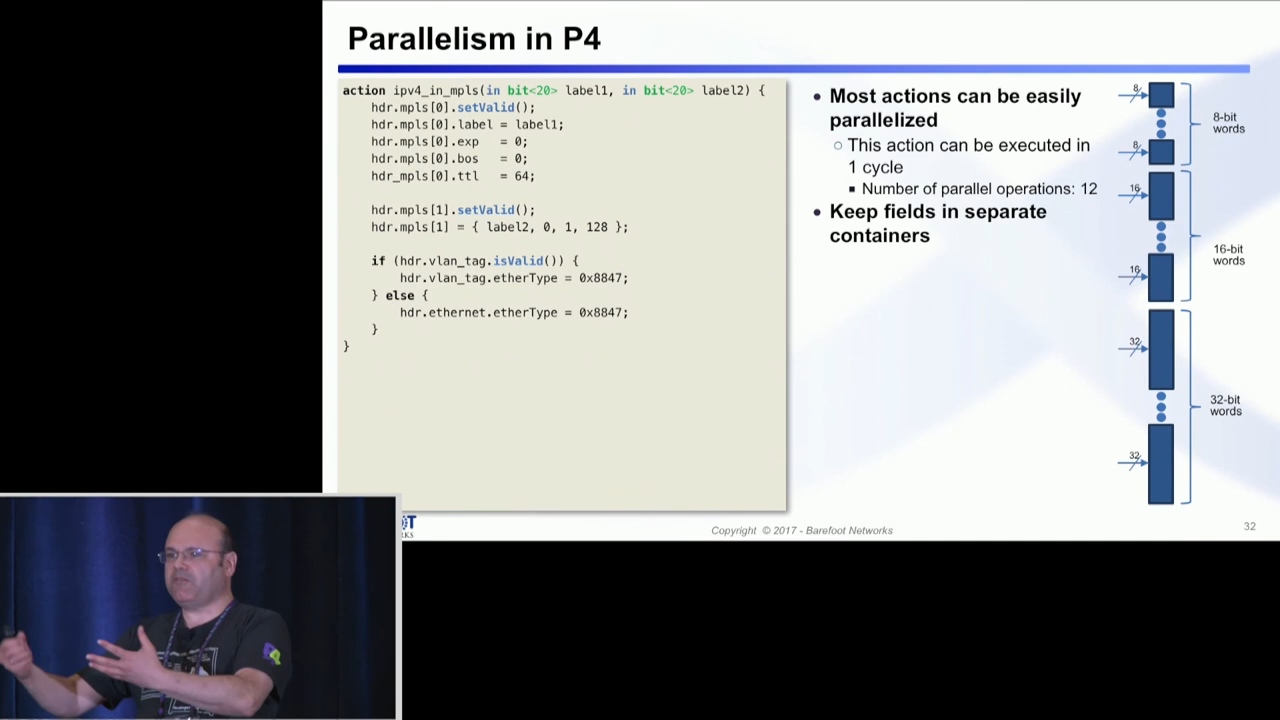 Parallelism in P4
action ipv4_in_mpls(in bit<20> label1, in bit<20> label2) {
hdr.mpls[0].setValid();
hdr.mpls[0].label = label1;
hdr.mpls[0].exp = 0;
hdr.mpls[0].bos = 0;
hdr_mpls[0].ttl = 64;
hdr.mpls[1].setValid();
hdr.mpls[1] = { label2, 0, 1, 128 };
if (hdr.vlan_tag.isValid()) {
hdr.vlan_tag.etherType = 0x8847;
} else {
hdr.ethernet.etherType = 0x8847;
}
}
• Most actions can be easily
parallelized
○ This action can be executed in
1 cycle
▪ Number of parallel operations: 12
• Keep fields in separate
containers
8
8
8-bit
words
16
16
16-bit
words
32
32
32-bit
words
Copyright © 2017 - Barefoot Networks
32